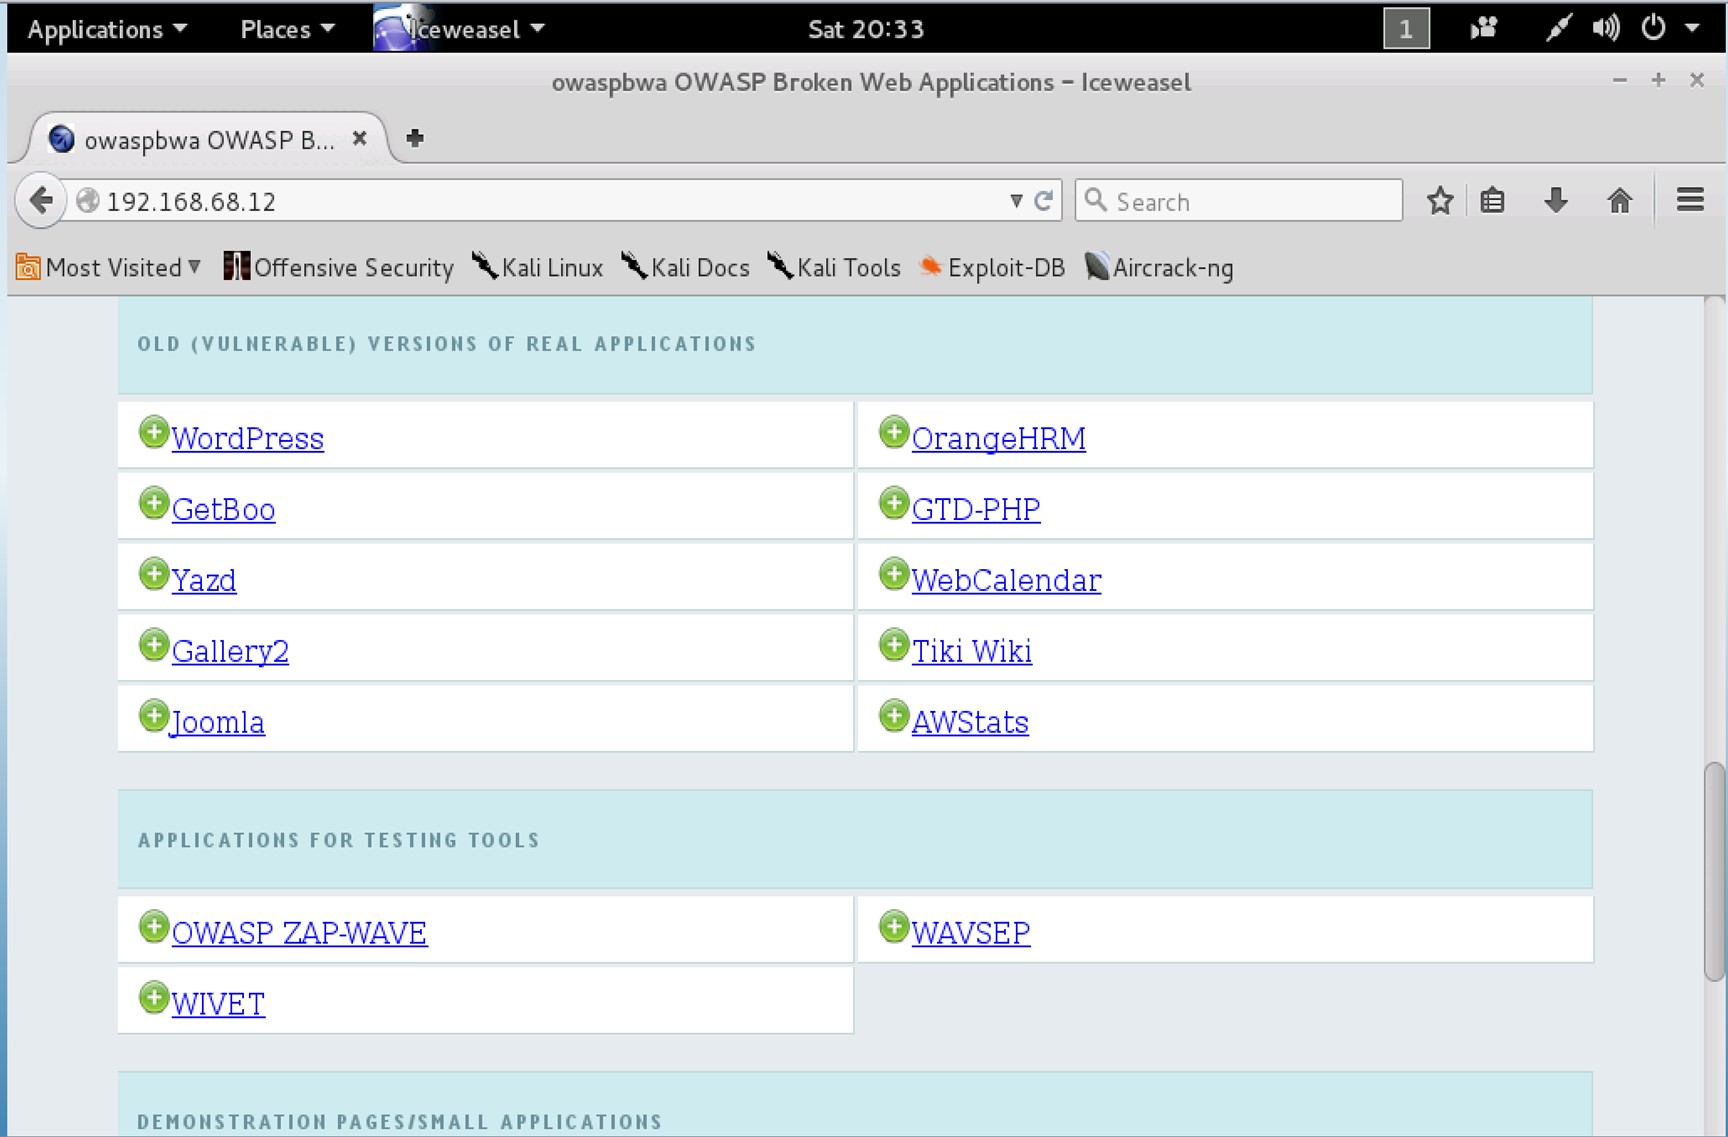 Applications Places Iceweasel Sat 20:33 1
owaspbwa OWASP Broken Web Applications – Iceweasel
owaspbwa OWASP B...
192.168.68.12 Search
Most Visited Offensive Security Kali Linux Kali Docs Kali Tools Exploit-DB Aircrack-ng
OLD (VULNERABLE) VERSIONS OF REAL APPLICATIONS
WordPress OrangeHRM
GetBoo GTD-PHP
Yazd WebCalendar
Gallery2 Tiki Wiki
Joomla AWStats
APPLICATIONS FOR TESTING TOOLS
OWASP ZAP-WAVE WAVSEP
WIVET
DEMONSTRATION PAGES/SMALL APPLICATIONS